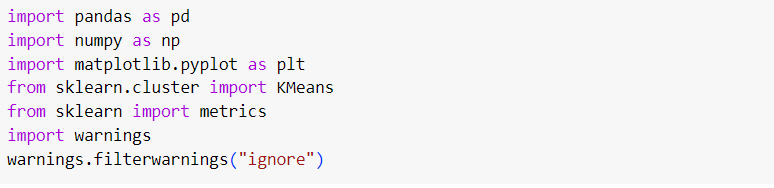 import pandas as pd
import numpy as np
import matplotlib.pyplot as plt
from sklearn.cluster import KMeans
from sklearn import metrics
import warnings
warnings.filterwarnings("ignore")